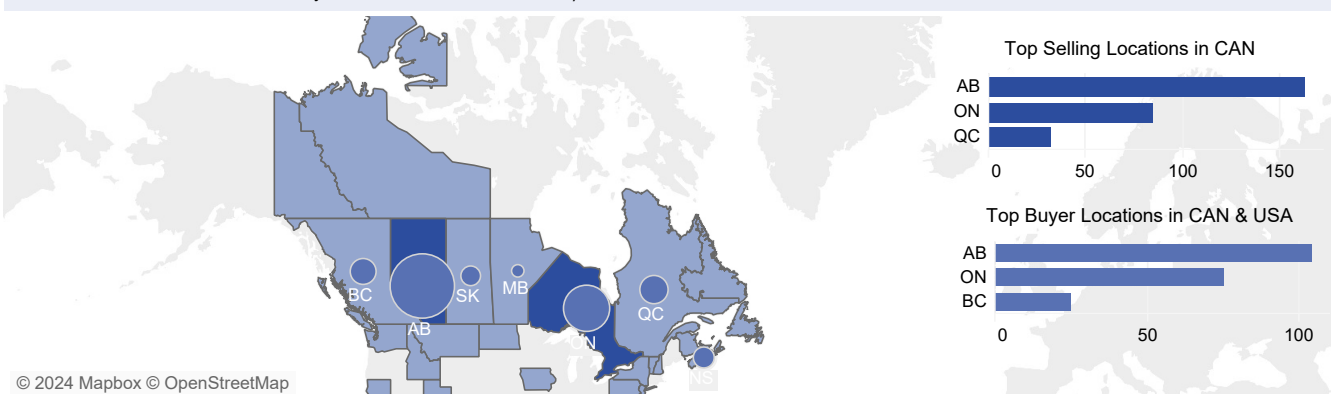 Top Selling Locations in CAN
AB
ON
QC
0 50 100 150
Top Buyer Locations in CAN & USA
AB
ON
BC
0 50 100
BC
AB
SK
MB
ON
QC
NS
© 2024 Mapbox © OpenStreetMap